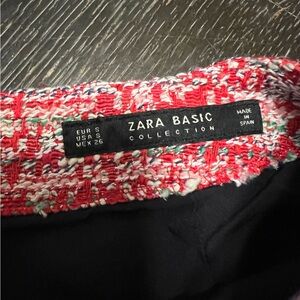 EUR S
USA S
MEX 26
ZARA BASIC
COLLECTION
MADE
IN
SPAIN